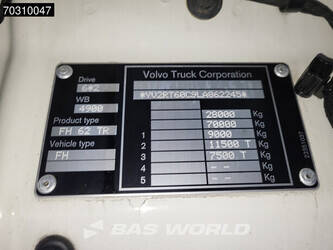 70310047
Volvo Truck Corporation
*YV2RT60C9LA862245*
Drive
6*2
WB
4900
Product type
FH 62 TR
Vehicle type
FH
28000 Kg
70000 Kg
1 9000 Kg
2 11500 T Kg
3 7500 T Kg
4 -- Kg
5 -- Kg
BAS WORLD